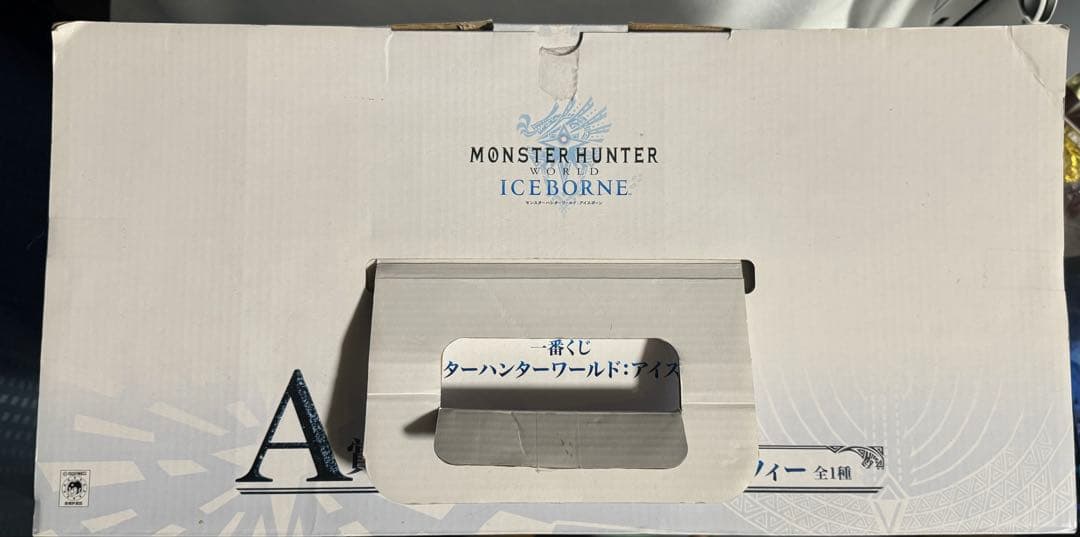 MONSTER HUNTER
WORLD
ICEBORNE
モンスターハンターワールド：アイスボーン
一番くじ
ターハンターワールド：アイス
A
フィー 全1種